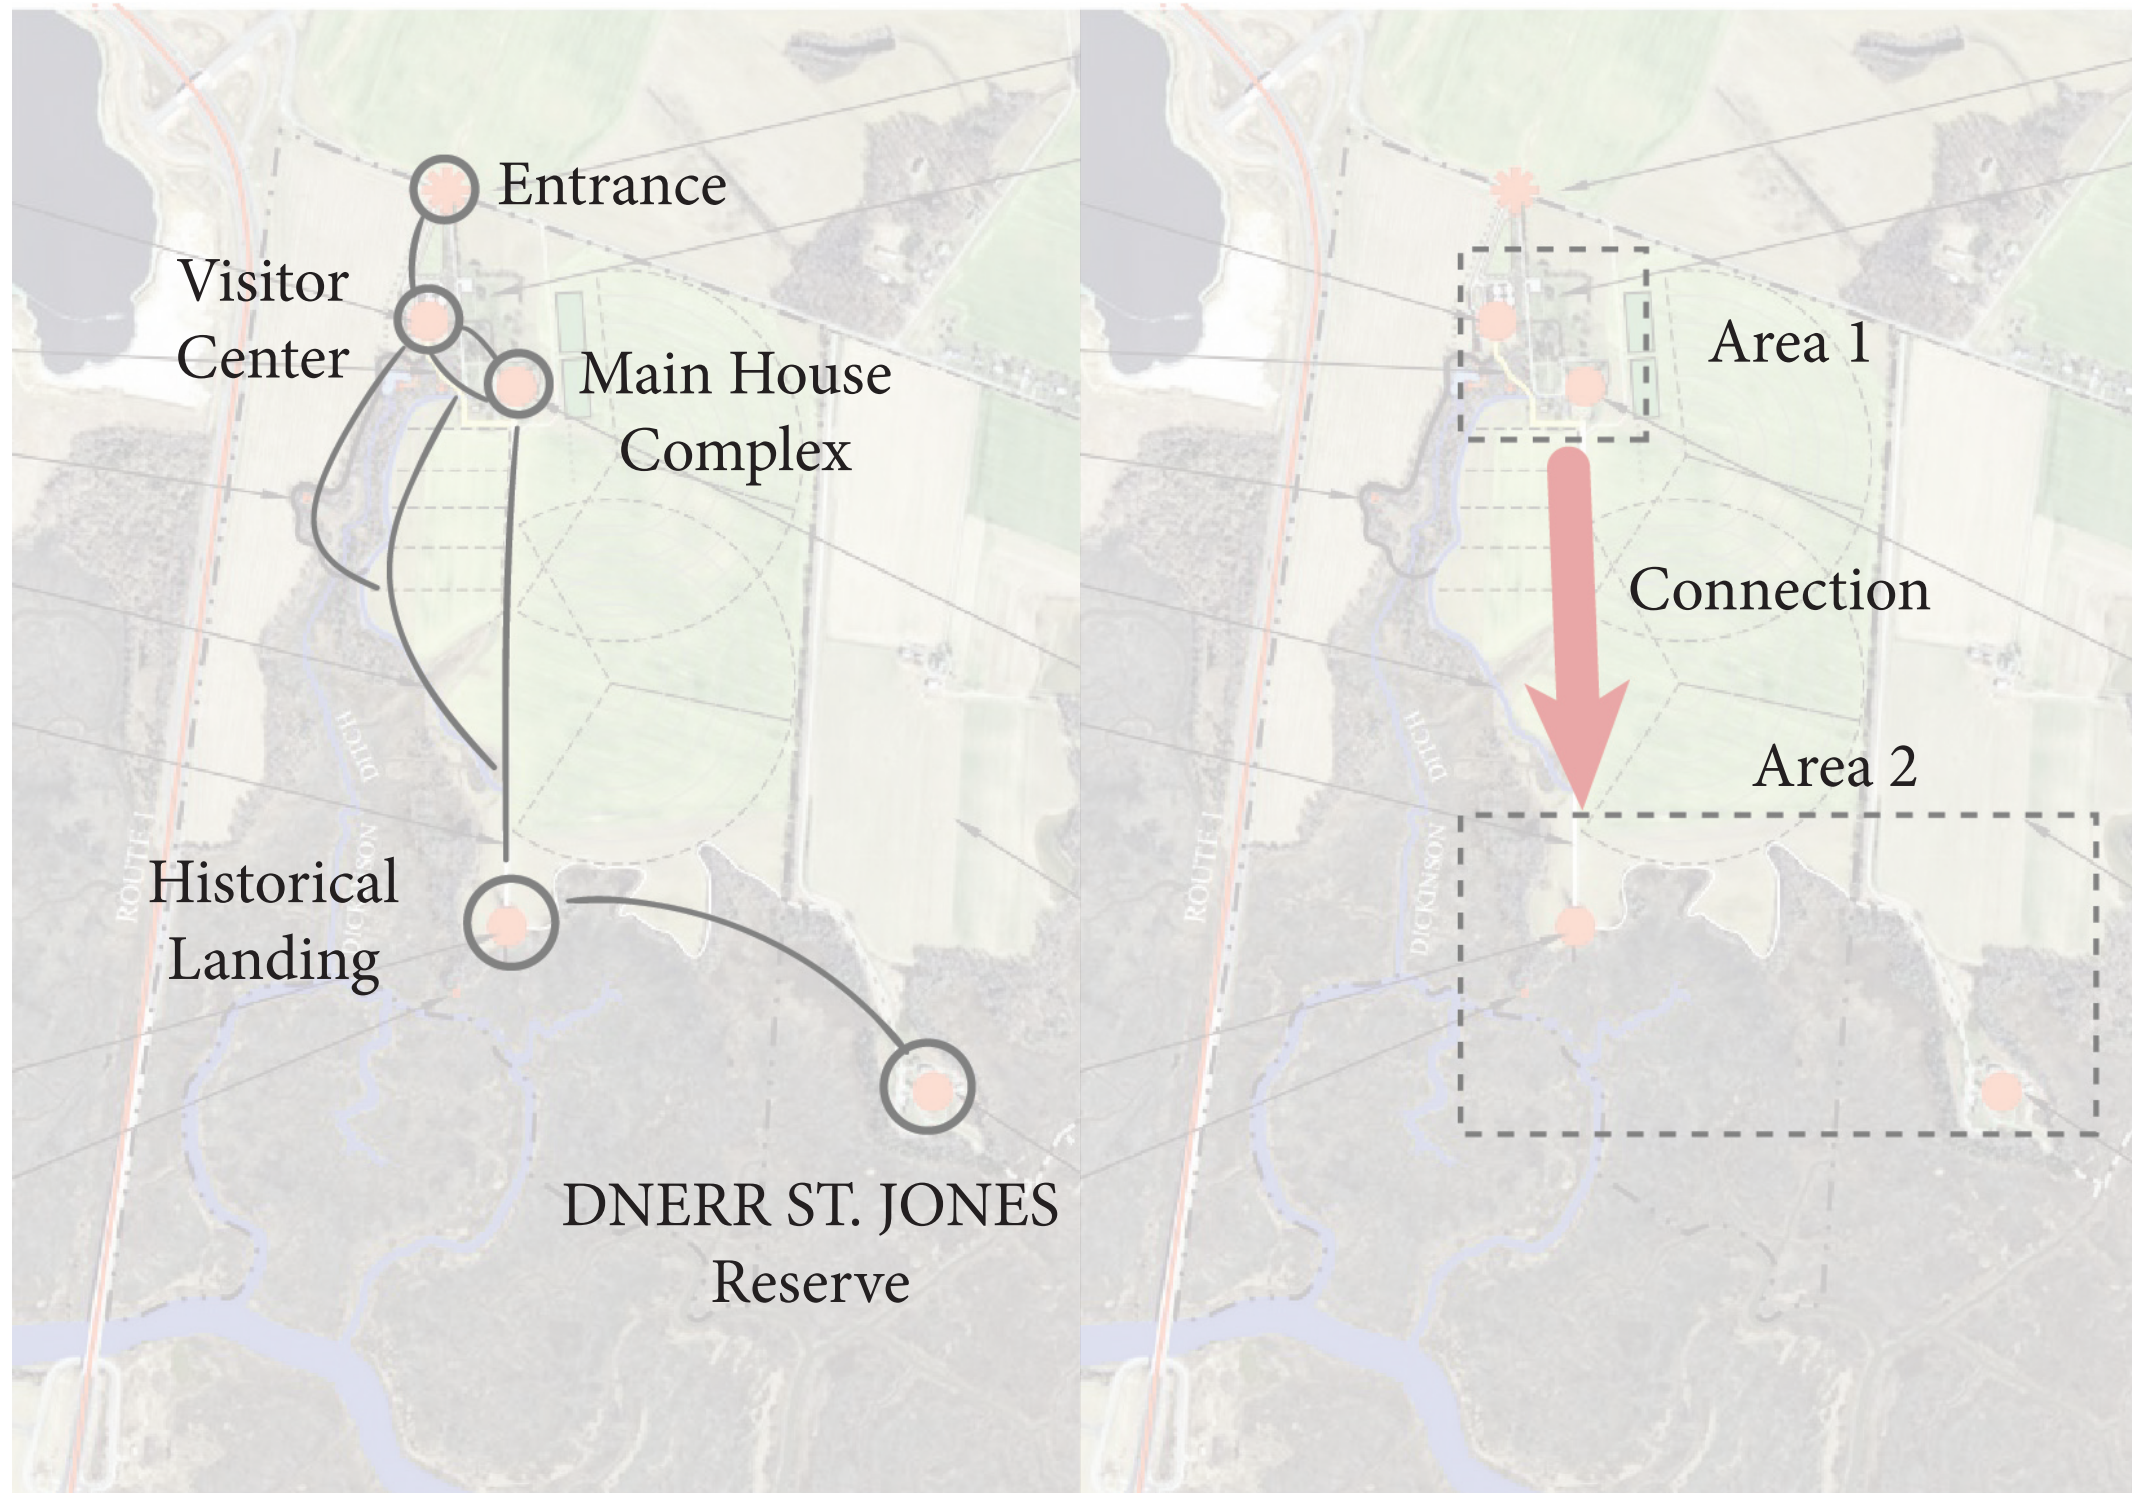 Entrance
Visitor
Center
Main House
Complex
DITCH
DICKINSON
ROUTE 1
Historical
Landing
DNERR ST. JONES
Reserve
Area 1
Connection
Area 2
DITCH
DICKINSON
ROUTE 1